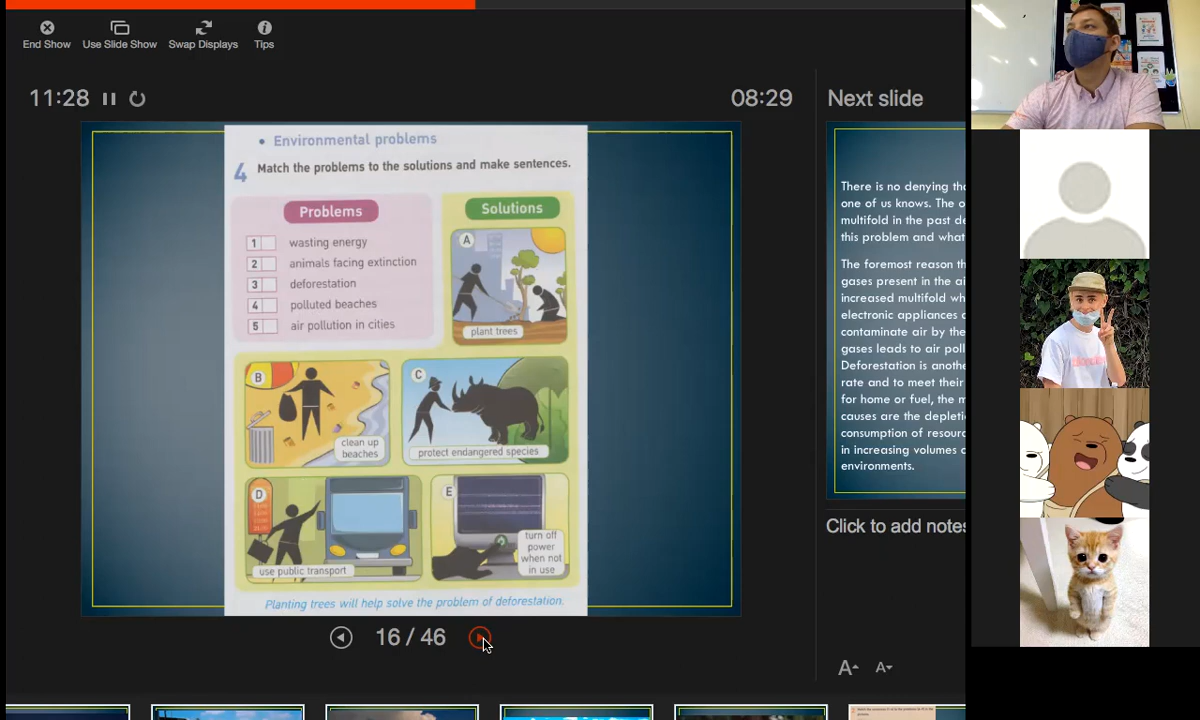 End Show
Use Slide Show
Swap Displays
Tips
11:28
08:29
Next slide
• Environmental problems
4 Match the problems to the solutions and make sentences.
Problems
1 wasting energy
2 animals facing extinction
3 deforestation
4 polluted beaches
5 air pollution in cities
Solutions
A
plant trees
B
clean up
beaches
C
protect endangered species
D
use public transport
E
turn off
power
when not
in use
Planting trees will help solve the problem of deforestation.
16 / 46
There is no denying tha
one of us knows. The o
multifold in the past de
this problem and what
The foremost reason th
gases present in the ai
increased multifold wh
electronic appliances o
contaminate air by the
gases leads to air poll
Deforestation is anothe
rate and to meet their
for home or fuel, the m
causes are the depleti
consumption of resourc
in increasing volumes o
environments.
Click to add notes
A
A